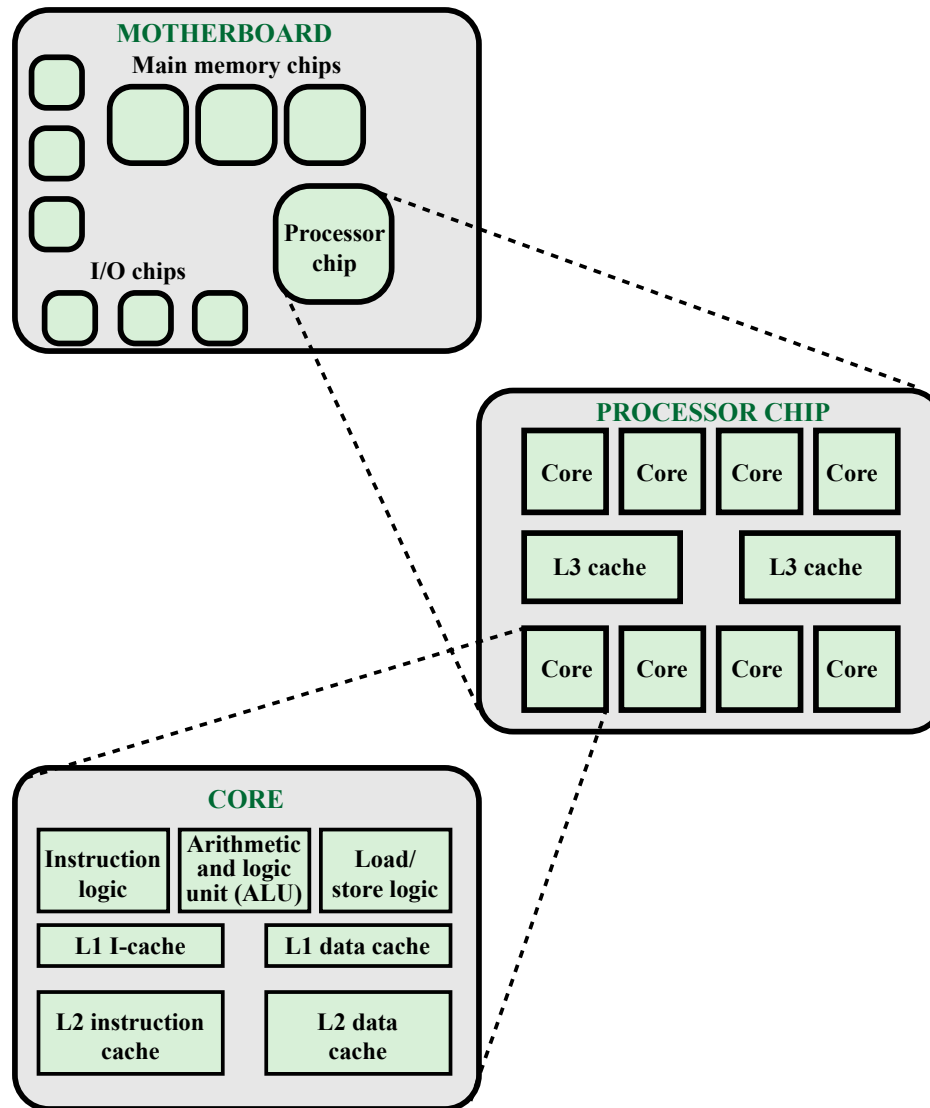 MOTHERBOARD
Main memory chips
Processor
chip
I/O chips
PROCESSOR CHIP
Core
Core
Core
Core
L3 cache
L3 cache
Core
Core
Core
Core
CORE
Instruction
logic
Arithmetic
and logic
unit (ALU)
Load/
store logic
L1 I-cache
L1 data cache
L2 instruction
cache
L2 data
cache